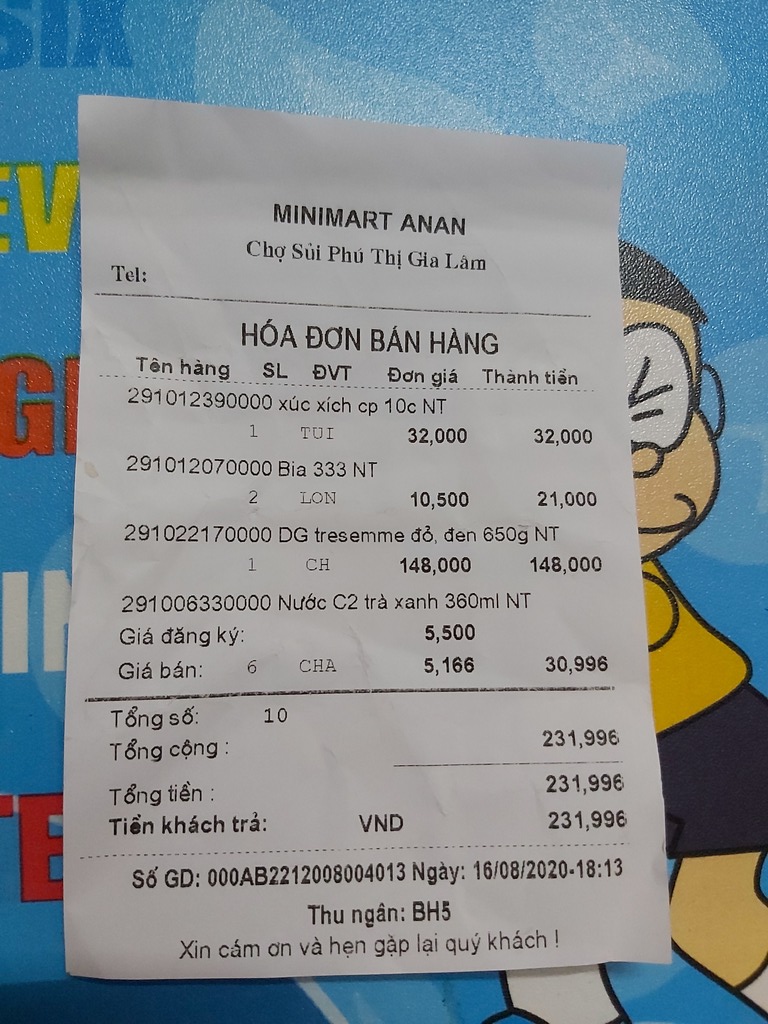 SIX
EV
MINIMART ANAN
Chợ Sủi Phú Thị Gia Lâm
Tel:
HÓA ĐƠN BÁN HÀNG
Tên hàng SL ĐVT Đơn giá Thành tiền
291012390000 xúc xích cp 10c NT
1 TUI 32,000 32,000
291012070000 Bia 333 NT
2 LON 10,500 21,000
291022170000 DG tresemme đỏ, đen 650g NT
1 CH 148,000 148,000
291006330000 Nước C2 trà xanh 360ml NT
Giá đăng ký: 5,500
Giá bán: 6 CHA 5,166 30,996
Tổng số: 10
Tổng cộng : 231,996
Tổng tiền : 231,996
Tiền khách trả: VND 231,996
Số GD: 000AB2212008004013 Ngày: 16/08/2020-18:13
Thu ngân: BH5
Xin cám ơn và hẹn gặp lại quý khách !